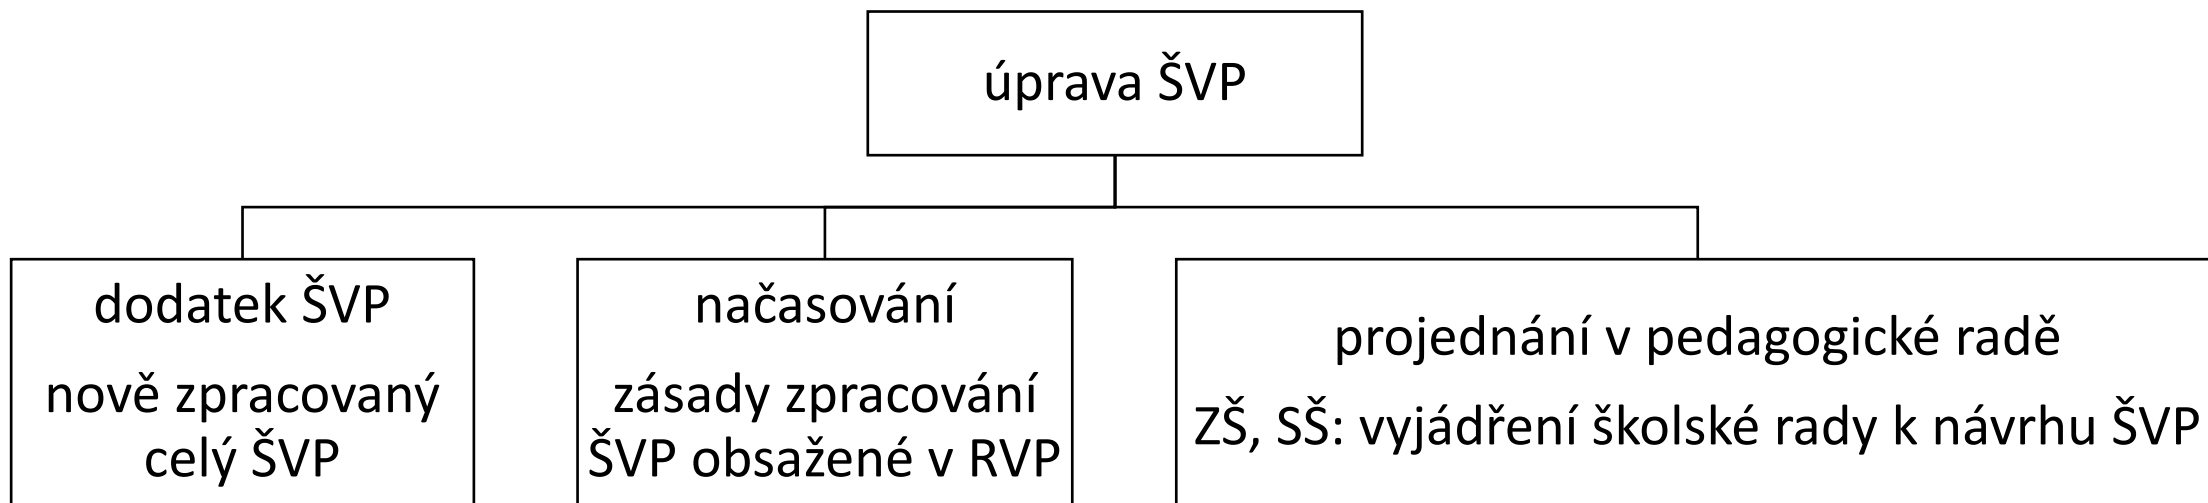 úprava ŠVP
dodatek ŠVP
nově zpracovaný
celý ŠVP
načasování
zásady zpracování
ŠVP obsažené v RVP
projednání v pedagogické radě
ZŠ, SŠ: vyjádření školské rady k návrhu ŠVP